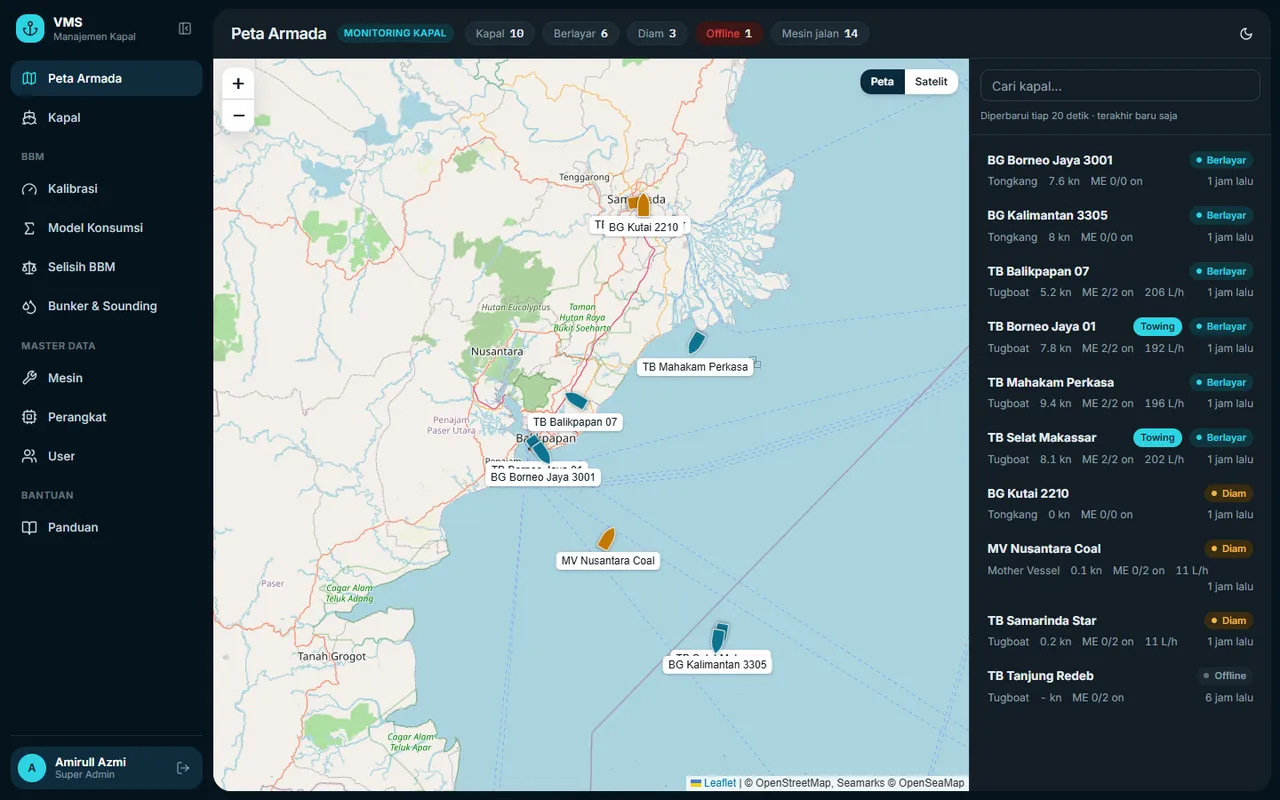 VMS
Manajemen Kapal
Peta Armada
Kapal
BBM
Kalibrasi
Model Konsumsi
Selisih BBM
Bunker & Sounding
MASTER DATA
Mesin
Perangkat
User
BANTUAN
Panduan
A
Amirull Azmi
Super Admin
Peta Armada MONITORING KAPAL Kapal 10 Berlayar 6 Diam 3 Offline 1 Mesin jalan 14
+
−
Peta Satelit
Tenggarong
BG Kutai 2210
Hutan Eucalyptus
Taman
Hutan Raya
Bukit Soeharto
Nusantara
TB Mahakam Perkasa
Penajam
Paser Utara
TB Balikpapan 07
BG Borneo Jaya 3001
MV Nusantara Coal
Paser
Cagar Alam
Teluk Adang
Tanah Grogot
BG Kalimantan 3305
Cagar Alam
Teluk Apar
Leaflet | © OpenStreetMap, Seamarks © OpenSeaMap
Cari kapal...
Diperbarui tiap 20 detik · terakhir baru saja
BG Borneo Jaya 3001 Berlayar
Tongkang 7.6 kn ME 0/0 on 1 jam lalu
BG Kalimantan 3305 Berlayar
Tongkang 8 kn ME 0/0 on 1 jam lalu
TB Balikpapan 07 Berlayar
Tugboat 5.2 kn ME 2/2 on 206 L/h 1 jam lalu
TB Borneo Jaya 01 Towing Berlayar
Tugboat 7.8 kn ME 2/2 on 192 L/h 1 jam lalu
TB Mahakam Perkasa Berlayar
Tugboat 9.4 kn ME 2/2 on 196 L/h 1 jam lalu
TB Selat Makassar Towing Berlayar
Tugboat 8.1 kn ME 2/2 on 202 L/h 1 jam lalu
BG Kutai 2210 Diam
Tongkang 0 kn ME 0/0 on 1 jam lalu
MV Nusantara Coal Diam
Mother Vessel 0.1 kn ME 0/2 on 11 L/h
1 jam lalu
TB Samarinda Star Diam
Tugboat 0.2 kn ME 0/2 on 11 L/h 1 jam lalu
TB Tanjung Redeb Offline
Tugboat - kn ME 0/2 on 6 jam lalu